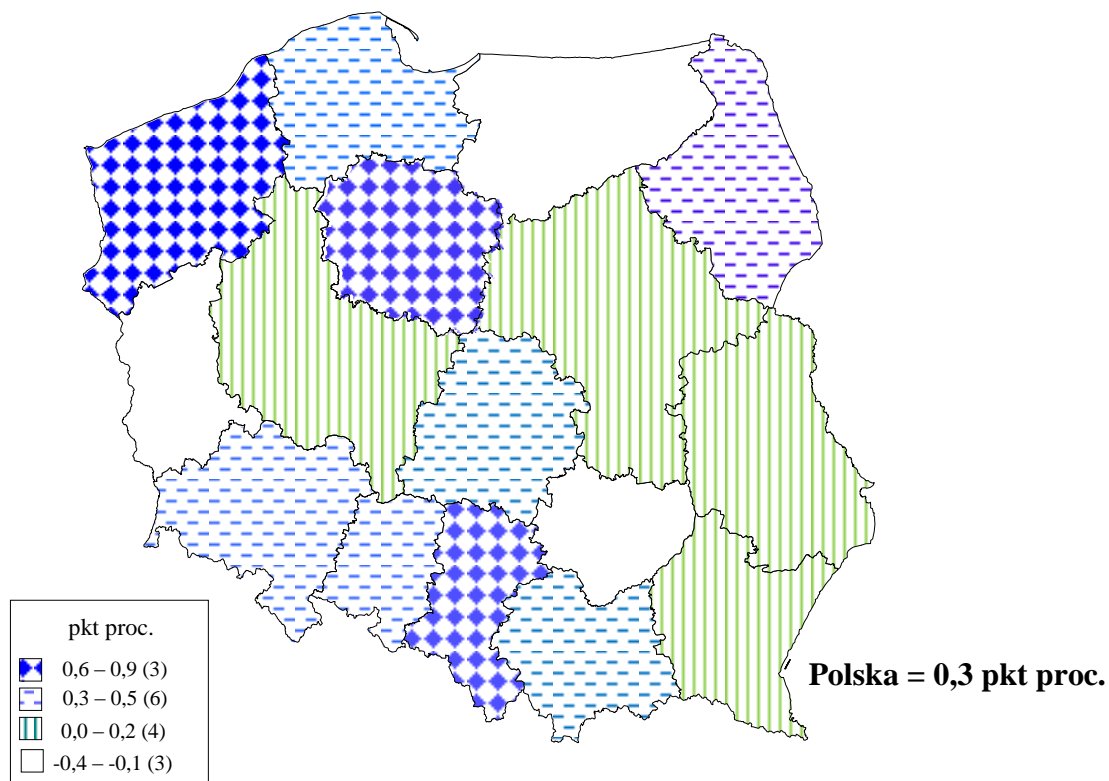 pkt proc.
0,6 – 0,9 (3)
0,3 – 0,5 (6)
0,0 – 0,2 (4)
-0,4 – -0,1 (3)
Polska = 0,3 pkt proc.